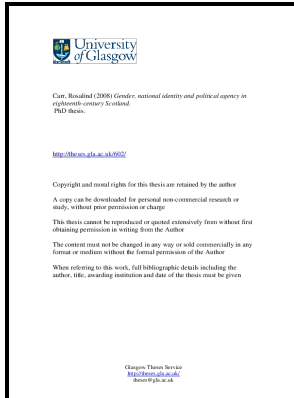 University
of Glasgow
Carr, Rosalind (2008) Gender, national identity and political agency in
eighteenth-century Scotland.
PhD thesis.
http://theses.gla.ac.uk/602/
Copyright and moral rights for this thesis are retained by the author
A copy can be downloaded for personal non-commercial research or
study, without prior permission or charge
This thesis cannot be reproduced or quoted extensively from without first
obtaining permission in writing from the Author
The content must not be changed in any way or sold commercially in any
format or medium without the formal permission of the Author
When referring to this work, full bibliographic details including the
author, title, awarding institution and date of the thesis must be given
Glasgow Theses Service
http://theses.gla.ac.uk/
theses@gla.ac.uk